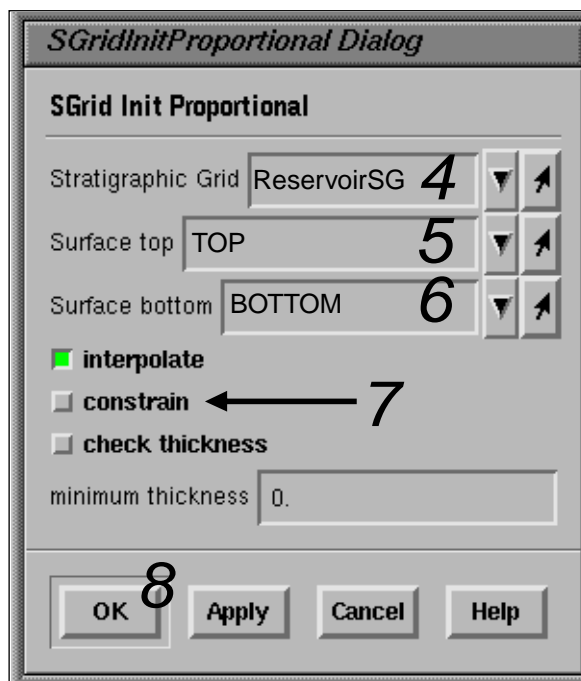 SGridInitProportional Dialog
SGrid Init Proportional
Stratigraphic Grid ReservoirSG 4
Surface top TOP 5
Surface bottom BOTTOM 6
interpolate
constrain 7
check thickness
minimum thickness 0.
OK 8 Apply Cancel Help